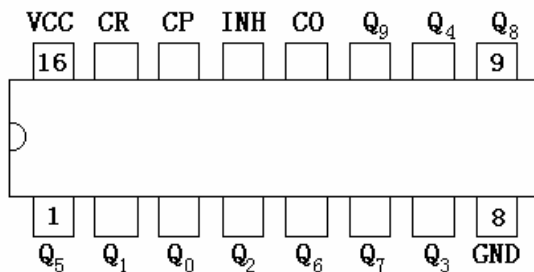 VCC CR CP INH CO Q₉ Q₄ Q₈
16 9
1 8
Q₅ Q₁ Q₀ Q₂ Q₆ Q₇ Q₃ GND